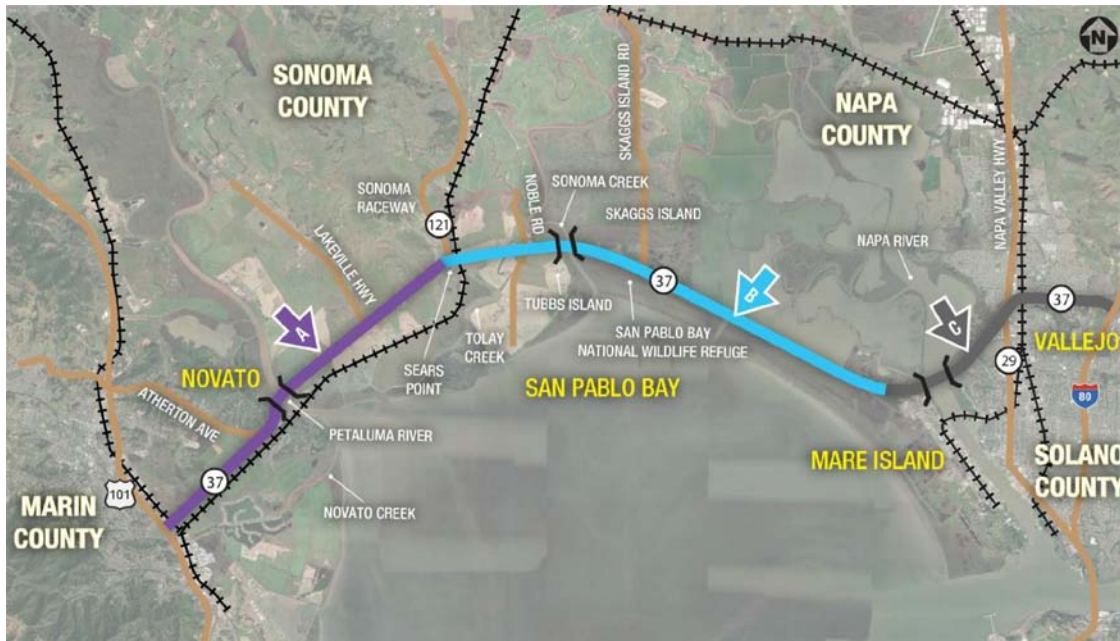 N
SONOMA
COUNTY
NAPA
COUNTY
SKAGGS ISLAND RD
NAPA VALLEY HWY
SONOMA
RACEWAY
NOBLE RD
SONOMA CREEK
SKAGGS ISLAND
121
LAKEVILLE HWY
NAPA RIVER
37
B
37
C
A
TUBBS ISLAND
TOLAY
CREEK
SAN PABLO BAY
NATIONAL WILDLIFE REFUGE
VALLEJO
29
80
SEARS
POINT
NOVATO
SAN PABLO BAY
ATHERTON AVE
PETALUMA RIVER
MARE ISLAND
SOLANO
COUNTY
37
101
MARIN
COUNTY
NOVATO CREEK